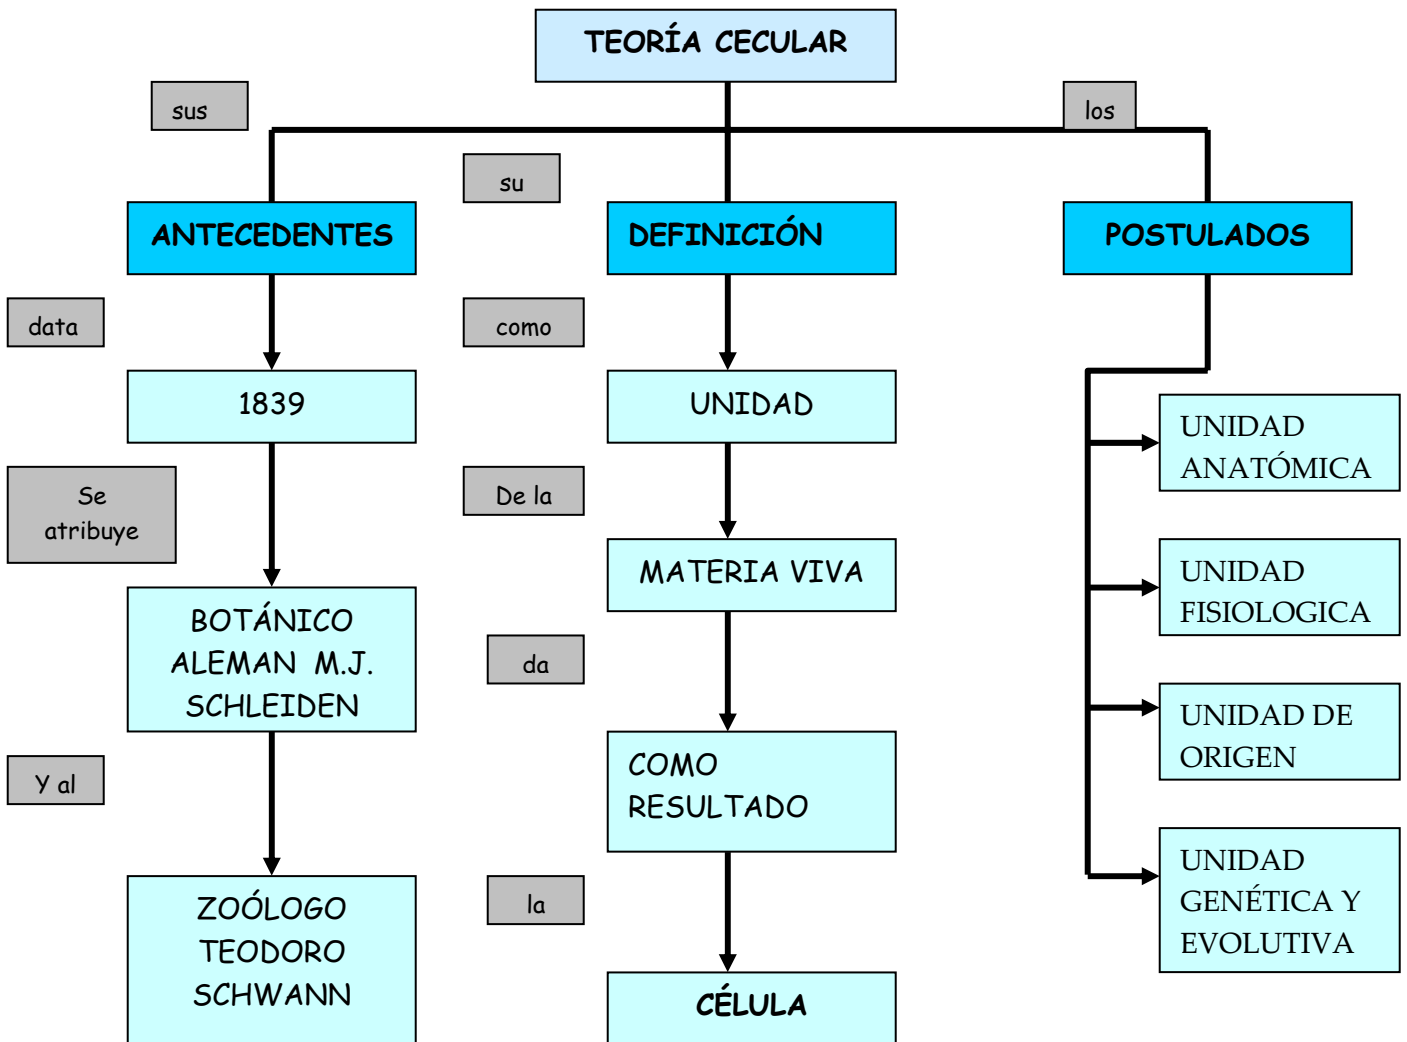 TEORÍA CECULAR
sus
los
su
ANTECEDENTES
DEFINICIÓN
POSTULADOS
data
como
1839
UNIDAD
Se
atribuye
De la
BOTÁNICO
ALEMAN M.J.
SCHLEIDEN
MATERIA VIVA
da
Y al
COMO
RESULTADO
la
ZOÓLOGO
TEODORO
SCHWANN
CÉLULA
UNIDAD
ANATÓMICA
UNIDAD
FISIOLOGICA
UNIDAD DE
ORIGEN
UNIDAD
GENÉTICA Y
EVOLUTIVA